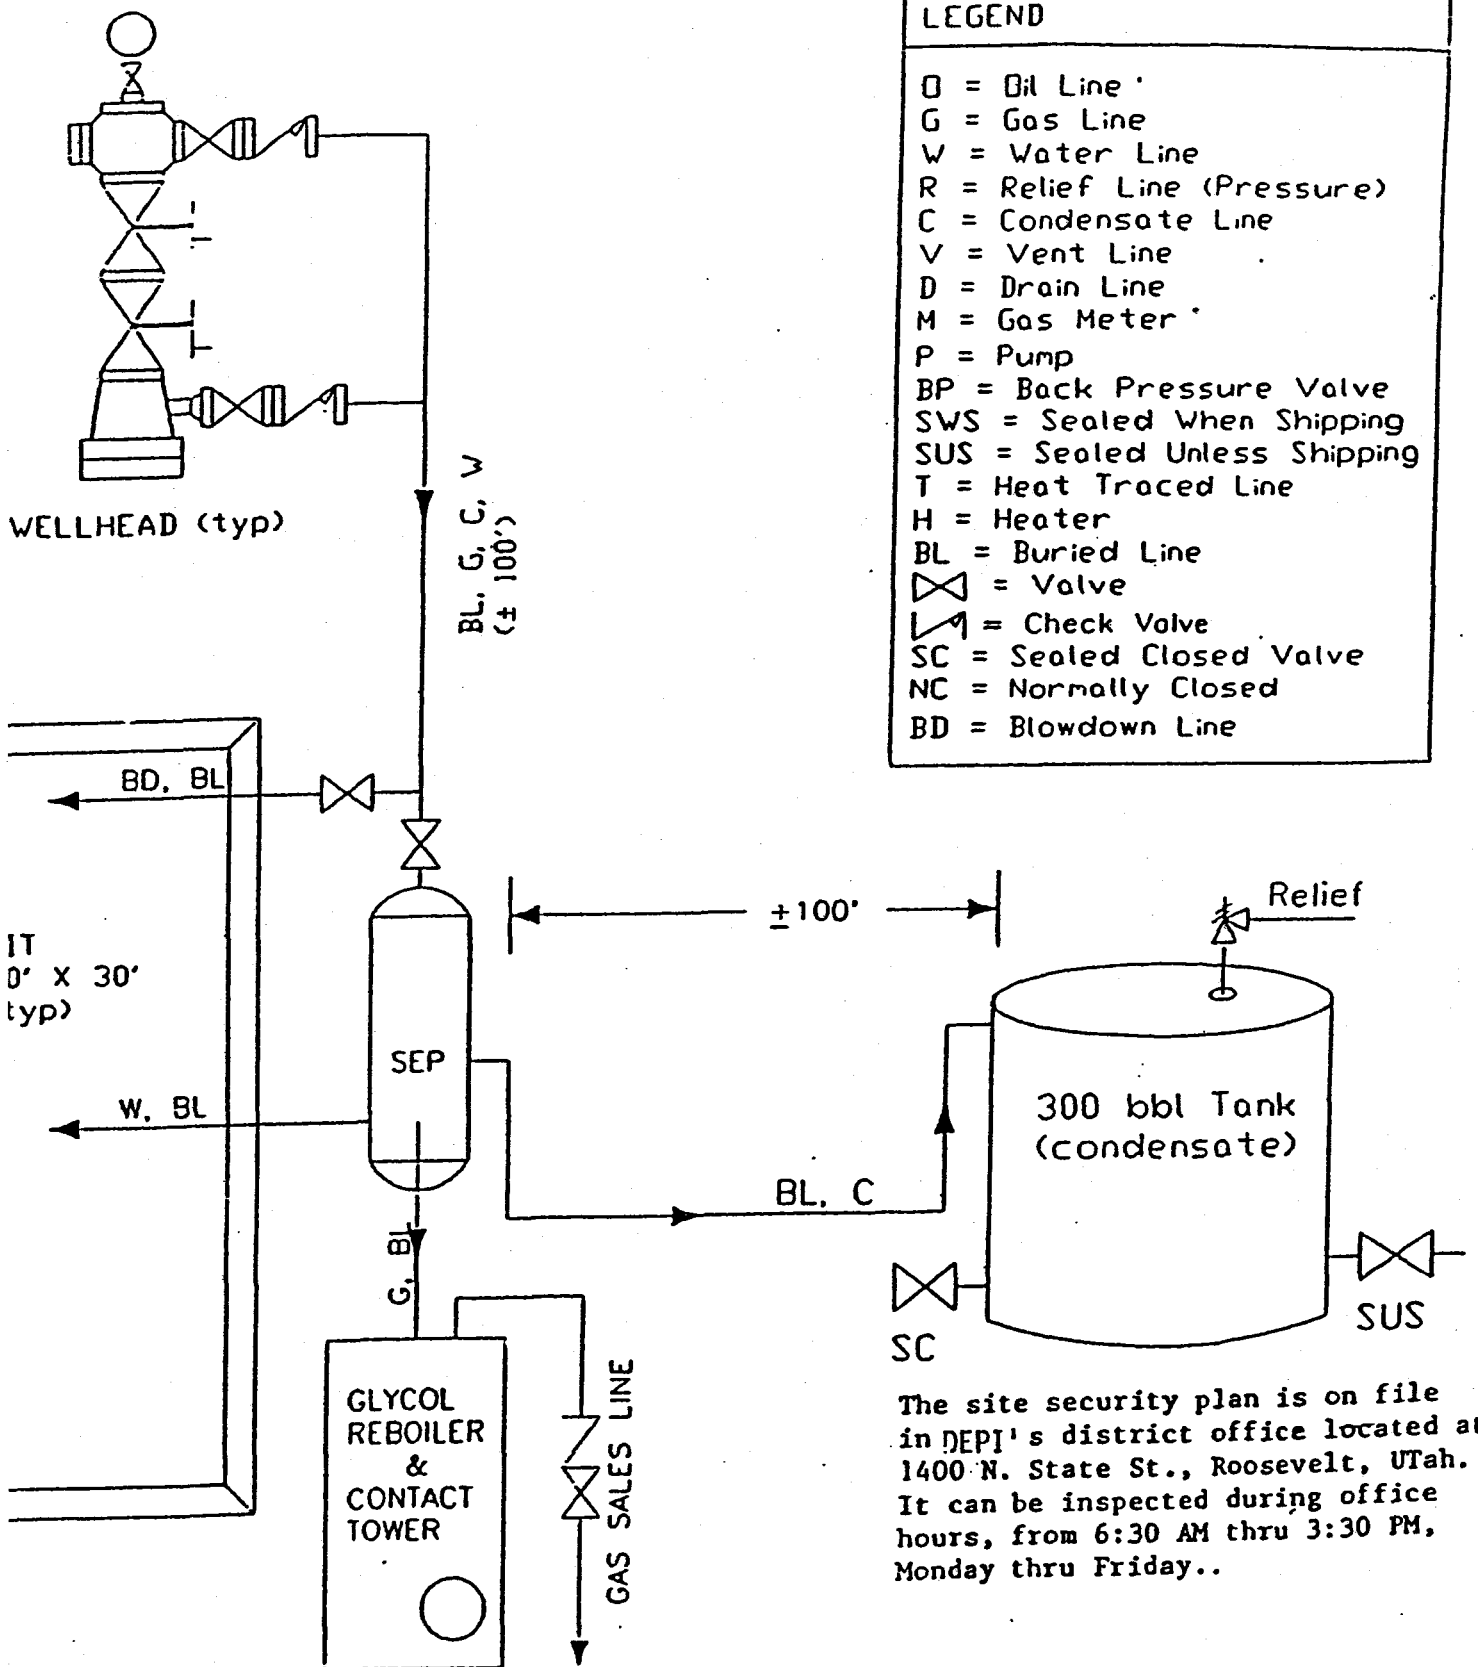 LEGEND
O = Oil Line
G = Gas Line
W = Water Line
R = Relief Line (Pressure)
C = Condensate Line
V = Vent Line
D = Drain Line
M = Gas Meter
P = Pump
BP = Back Pressure Valve
SWS = Sealed When Shipping
SUS = Sealed Unless Shipping
T = Heat Traced Line
H = Heater
BL = Buried Line
= Valve
= Check Valve
SC = Sealed Closed Valve
NC = Normally Closed
BD = Blowdown Line
WELLHEAD (typ)
BL, G, C, W
(± 100')
BD, BL
±100'
Relief
IT
0' X 30'
typ)
SEP
W, BL
300 bbl Tank
(condensate)
BL, C
G, BL
SC
SUS
GLYCOL
REBOILER
&
CONTACT
TOWER
GAS SALES LINE
The site security plan is on file
in DEPI's district office located at
1400 N. State St., Roosevelt, UTah.
It can be inspected during office
hours, from 6:30 AM thru 3:30 PM,
Monday thru Friday..